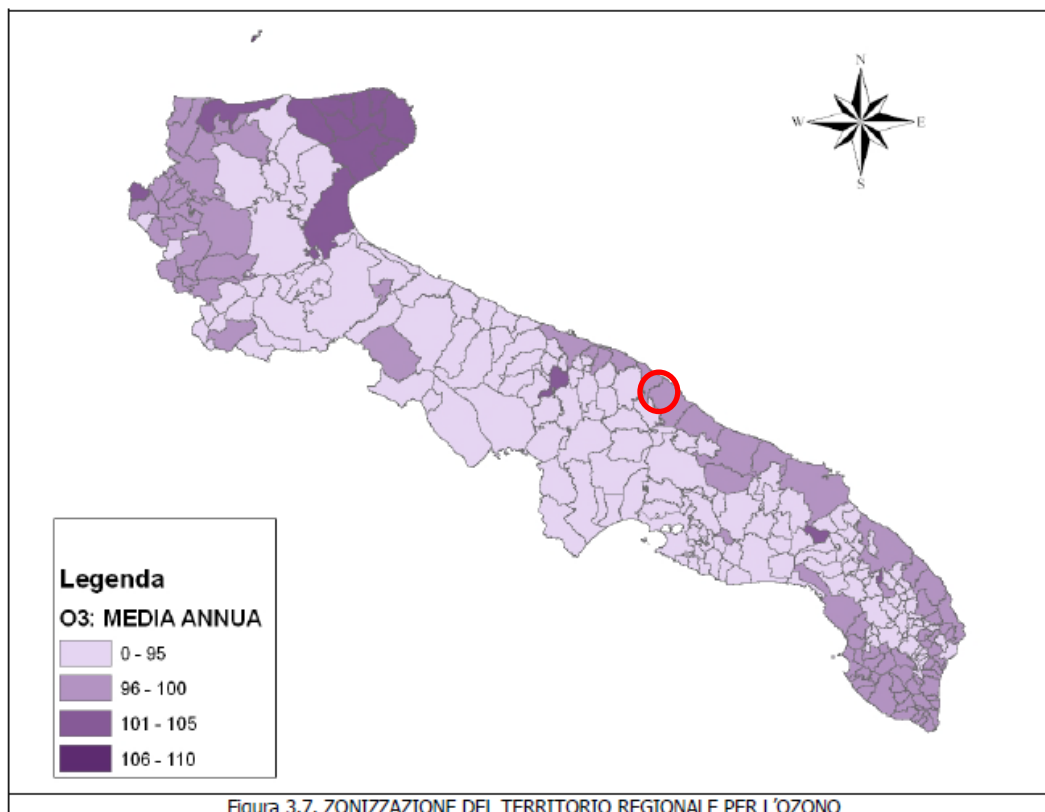 N
W E
S
Legenda
O3: MEDIA ANNUA
0 - 95
96 - 100
101 - 105
106 - 110
Figura 3.7. ZONIZZAZIONE DEL TERRITORIO REGIONALE PER L'OZONO